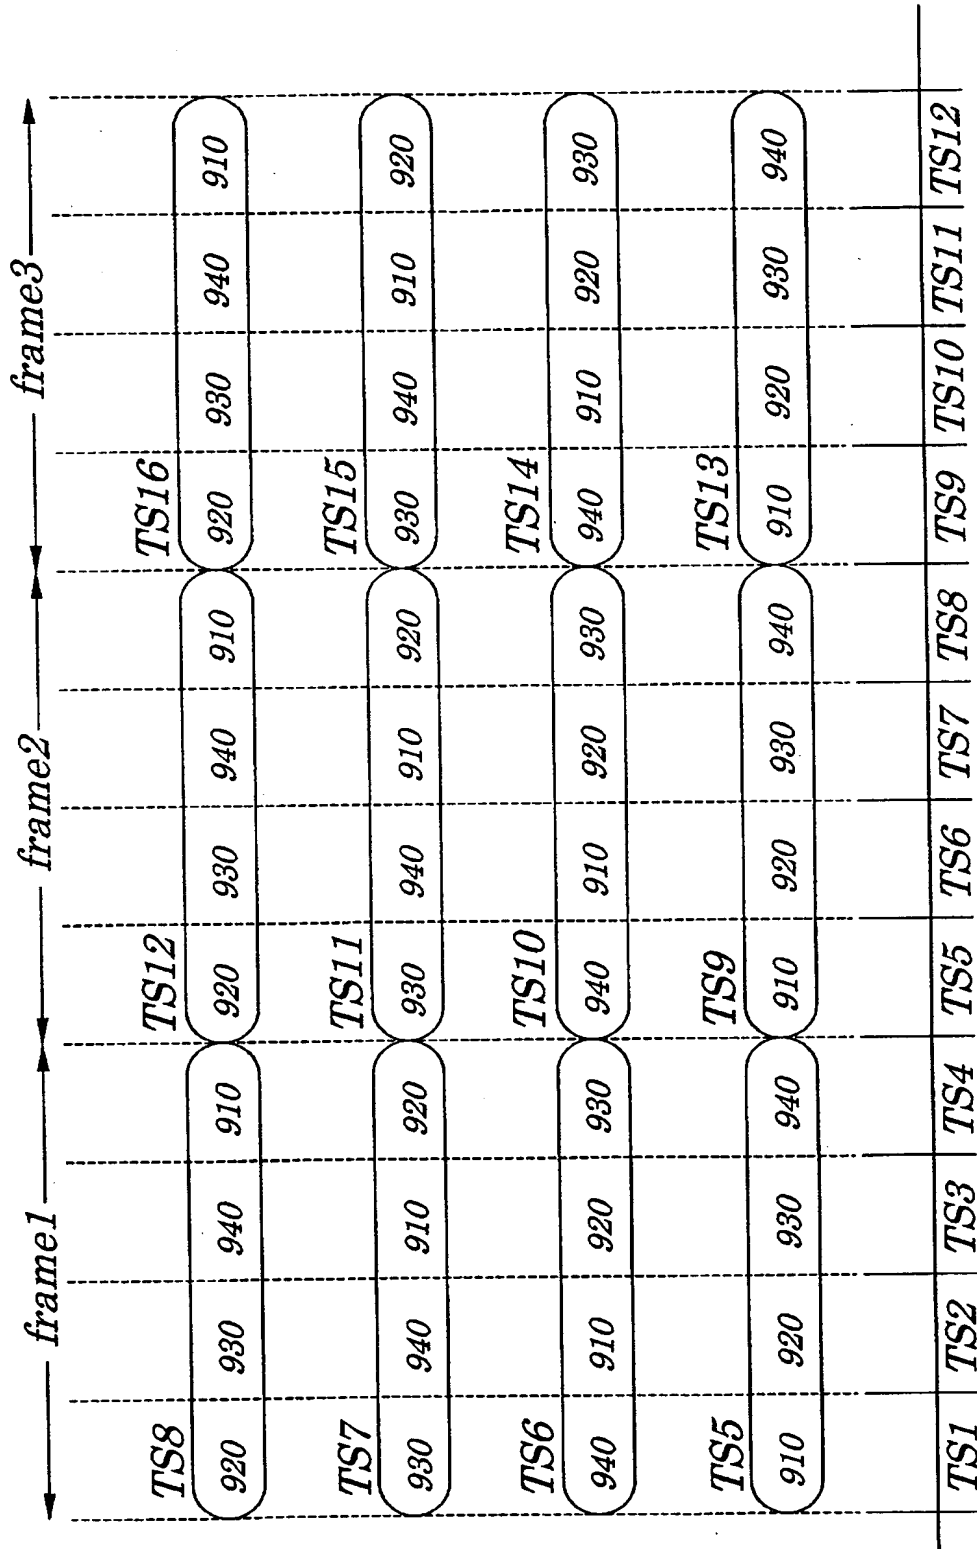 frame1 frame2 frame3
TS8 TS12 TS16
920 930 940 910 920 930 940 910 920 930 940 910
TS7 TS11 TS15
930 940 910 920 930 940 910 920 930 940 910 920
TS6 TS10 TS14
940 910 920 930 940 910 920 930 940 910 920 930
TS5 TS9 TS13
910 920 930 940 910 920 930 940 910 920 930 940
TS1 TS2 TS3 TS4 TS5 TS6 TS7 TS8 TS9 TS10 TS11 TS12